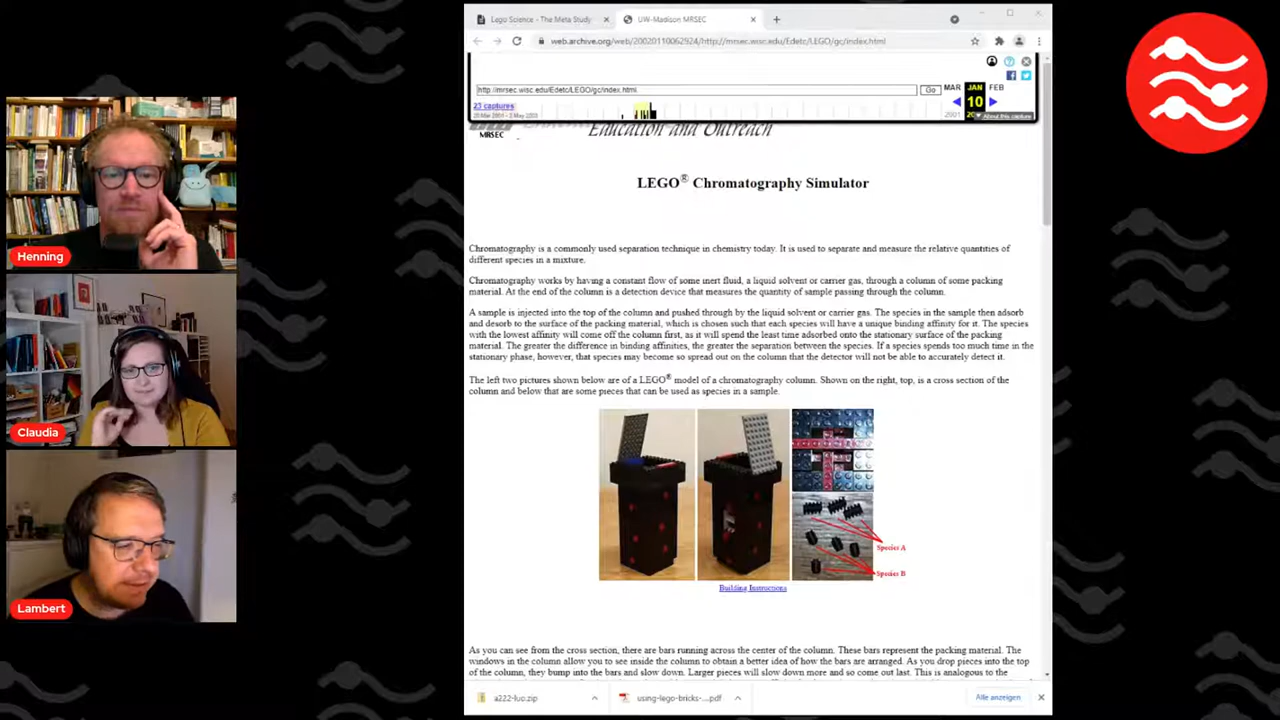 Lego Science - The Meta Study
UW-Madison MRSEC
web.archive.org/web/20020110062924/http://mrsec.wisc.edu/Edetc/LEGO/gc/index.html
http://mrsec.wisc.edu/Edetc/LEGO/gc/index.html
Go
MAR JAN FEB
23 captures
10
2001
About this capture
MRSEC
Education and Outreach
LEGO® Chromatography Simulator
Chromatography is a commonly used separation technique in chemistry today. It is used to separate and measure the relative quantities of
different species in a mixture.
Chromatography works by having a constant flow of some inert fluid, a liquid solvent or carrier gas, through a column of some packing
material. At the end of the column is a detection device that measures the quantity of sample passing through the column.
A sample is injected into the top of the column and pushed through by the liquid solvent or carrier gas. The species in the sample then adsorb
and desorb to the surface of the packing material, which is chosen such that each species will have a unique binding affinity for it. The species
with the lowest affinity will come off the column first, as it will spend the least time adsorbed onto the stationary surface of the packing
material. The greater the difference in binding affinities, the greater the separation between the species. If a species spends too much time in the
stationary phase, however, that species may become so spread out on the column that the detector will not be able to accurately detect it.
The left two pictures shown below are of a LEGO® model of a chromatography column. Shown on the right, top, is a cross section of the
column and below that are some pieces that can be used as species in a sample.
Species A
Species B
Building Instructions
As you can see from the cross section, there are bars running across the center of the column. These bars represent the packing material. The
windows in the column allow you to see inside the column to obtain a better idea of how the bars are arranged. As you drop pieces into the top
of the column, they bump into the bars and slow down. Larger pieces will slow down more and so come out last. This is analogous to the
a222-luo.zip
using-lego-bricks-....pdf
Alle anzeigen
Henning
Claudia
Lambert